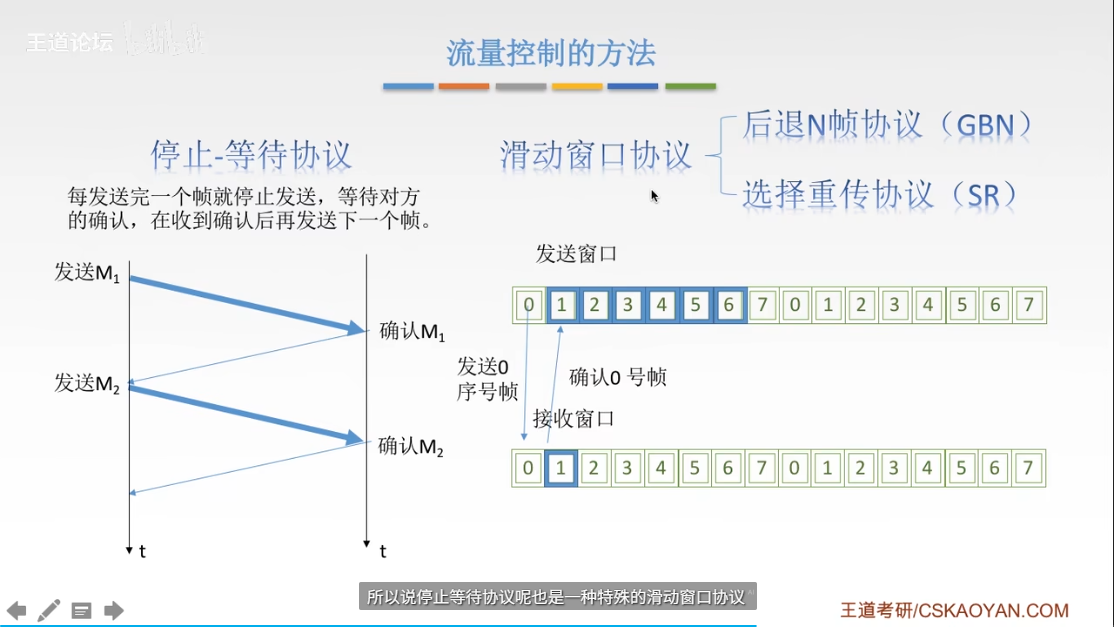 王道论坛
流量控制的方法
停止-等待协议
每发送完一个帧就停止发送，等待对方
的确认，在收到确认后再发送下一个帧。
发送M1
确认M1
发送M2
确认M2
t
t
滑动窗口协议
后退N帧协议（GBN）
选择重传协议（SR）
发送窗口
0 1 2 3 4 5 6 7 0 1 2 3 4 5 6 7
发送0
序号帧
确认0 号帧
接收窗口
0 1 2 3 4 5 6 7 0 1 2 3 4 5 6 7
所以说停止等待协议呢也是一种特殊的滑动窗口协议
王道考研/CSKAOYAN.COM